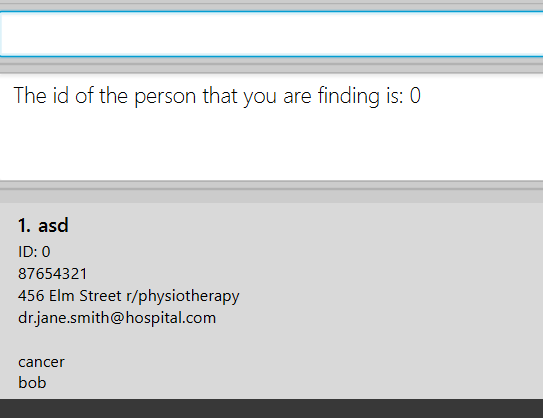 The id of the person that you are finding is: 0
1. asd
ID: 0
87654321
456 Elm Street r/physiotherapy
dr.jane.smith@hospital.com
cancer
bob